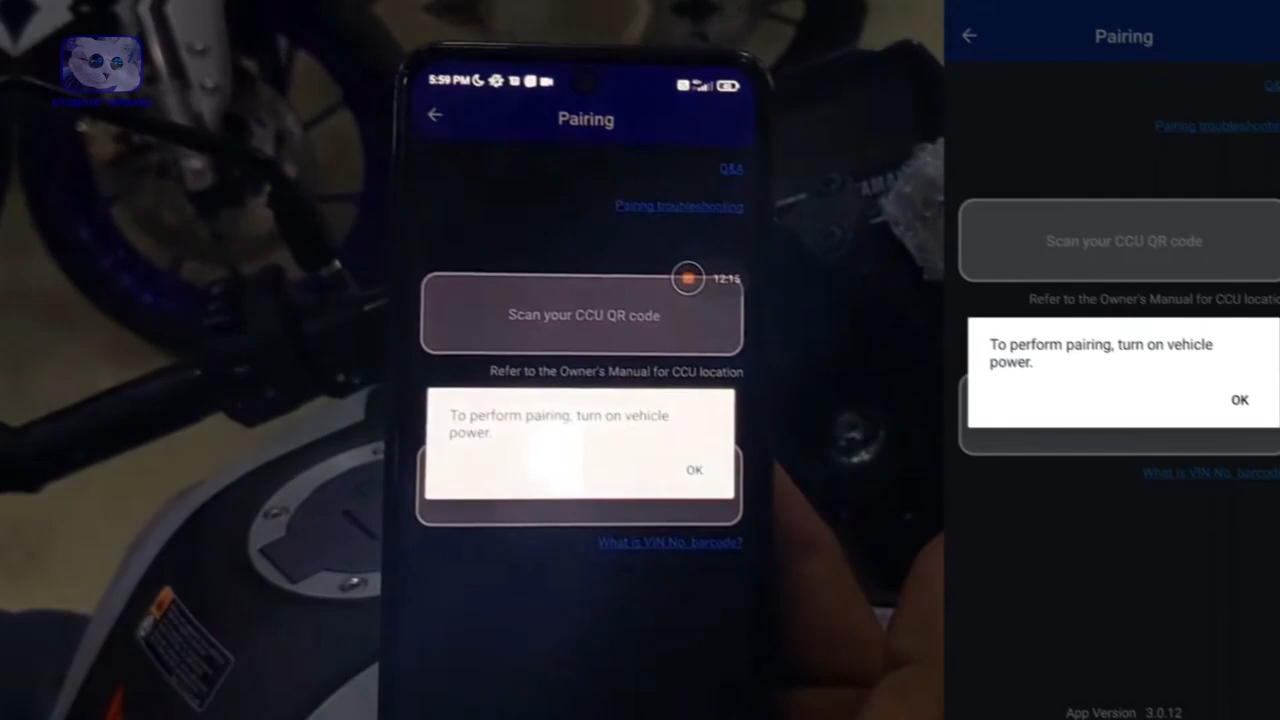 5:59 PM
Pairing
Q&A
Pairing troubleshooting
12:15
Scan your CCU QR code
Refer to the Owner's Manual for CCU location
To perform pairing, turn on vehicle
power.
OK
What is VIN No. barcode?
Pairing
Pairing troubleshooti
Scan your CCU QR code
Refer to the Owner's Manual for CCU locatio
To perform pairing, turn on vehicle
power.
OK
What is VIN No. barcode
App Version 3.0.12